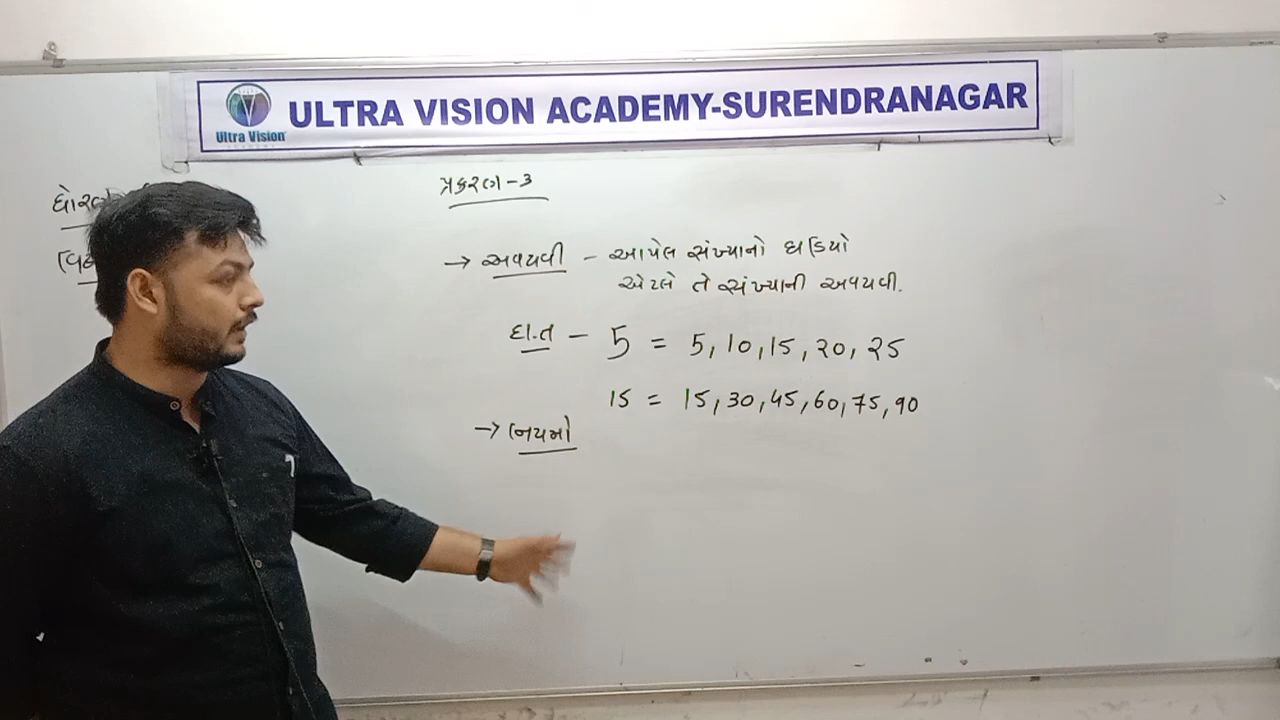 Ultra Vision
ULTRA VISION ACADEMY-SURENDRANAGAR
પ્રકરણ-૩
→ અવયવી - આપેલ સંખ્યાનો ઘડિયો
એટલે તે સંખ્યાની અવયવી.
દા.ત - 5 = 5, 10, 15, 20, 25
15 = 15, 30, 45, 60, 75, 90
→ નિયમો